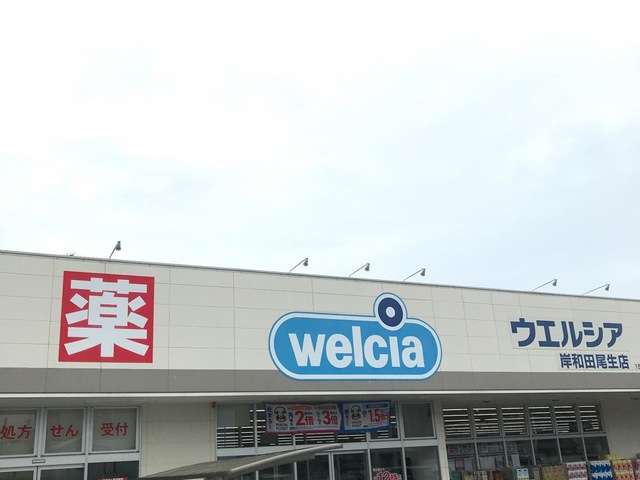 薬
welcia
ウエルシア
岸和田尾生店
処方 せん 受付
2倍 3倍 1.5倍